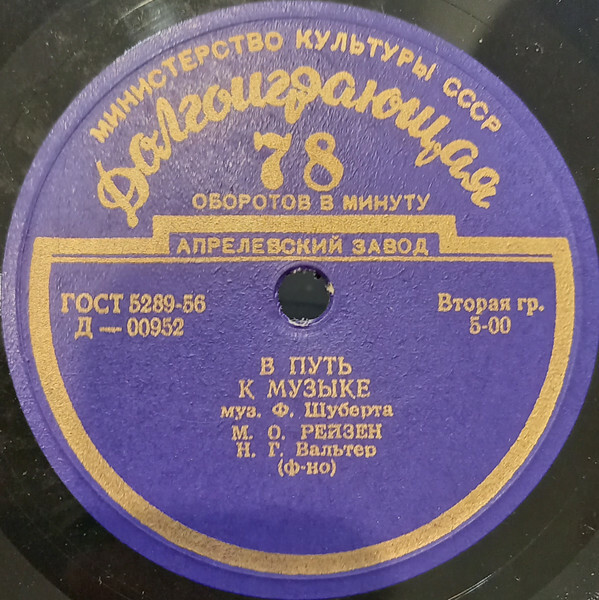 МИНИСТЕРСТВО КУЛЬТУРЫ СССР
Долгоиграющая
78
ОБОРОТОВ В МИНУТУ
АПРЕЛЕВСКИЙ ЗАВОД
ГОСТ 5289-56
Д — 00952
Вторая гр.
5-00
В ПУТЬ
К МУЗЫКЕ
муз. Ф. Шуберта
М. О. РЕЙЗЕН
Н. Г. Вальтер
(ф-но)